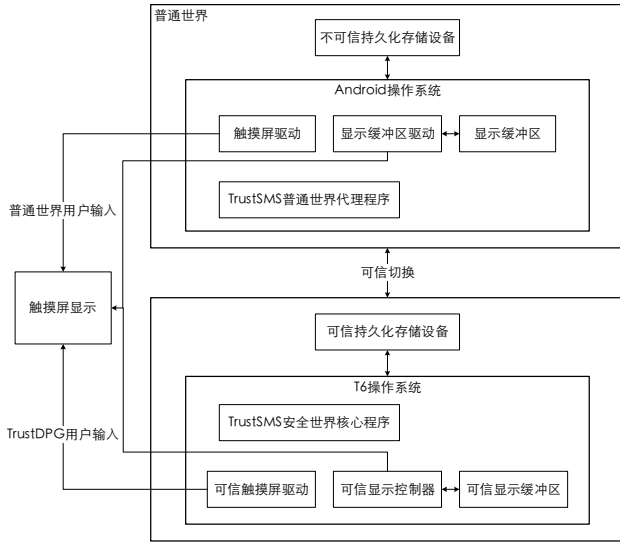 普通世界
不可信持久化存储设备
Android操作系统
触摸屏驱动
显示缓冲区驱动
显示缓冲区
TrustSMS普通世界代理程序
普通世界用户输入
可信切换
触摸屏显示
可信持久化存储设备
T6操作系统
TrustSMS安全世界核心程序
TrustDPG用户输入
可信触摸屏驱动
可信显示控制器
可信显示缓冲区